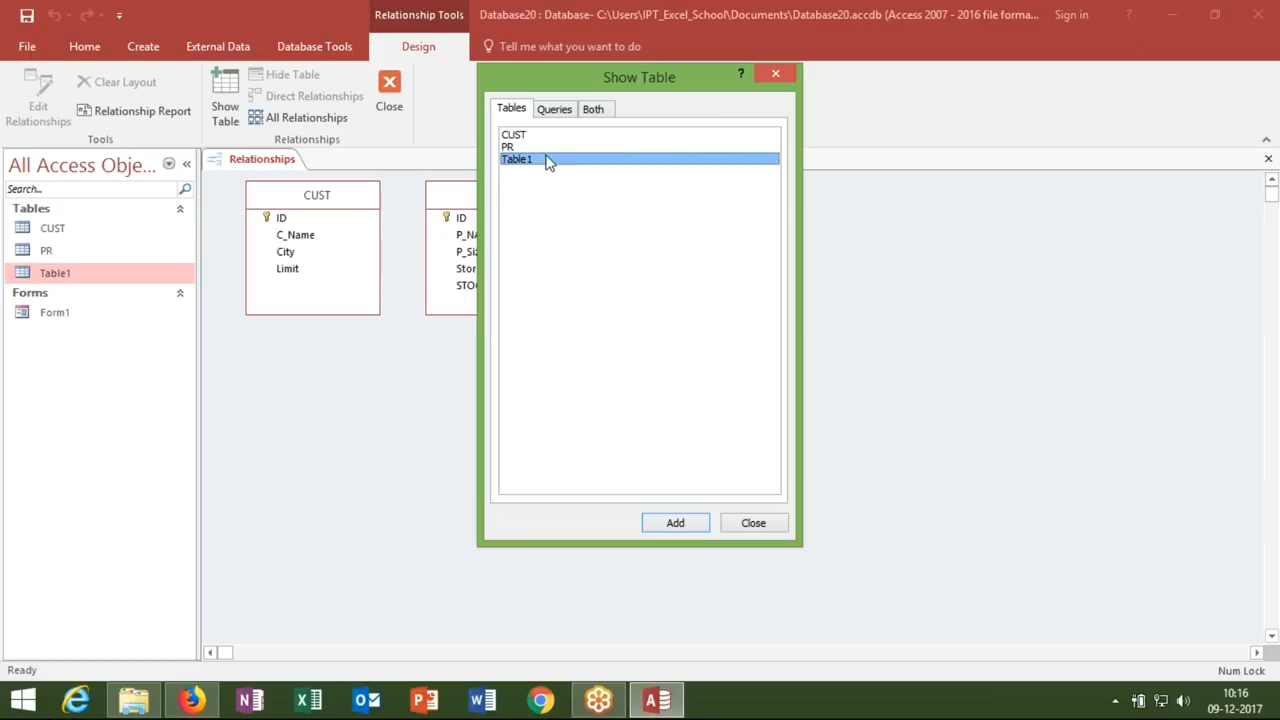 Relationship Tools
Database20 : Database- C:\Users\IPT_Excel_School\Documents\Database20.accdb (Access 2007 - 2016 file forma...
Sign in
?
File
Home
Create
External Data
Database Tools
Design
Tell me what you want to do
Edit
Relationships
Clear Layout
Relationship Report
Tools
Show
Table
Hide Table
Direct Relationships
All Relationships
Relationships
Close
Show Table
?
Tables
Queries
Both
CUST
PR
Table1
Add
Close
All Access Obje...
Search...
Tables
CUST
PR
Table1
Forms
Form1
Relationships
CUST
ID
C_Name
City
Limit
ID
Ready
Num Lock
10:16
09-12-2017